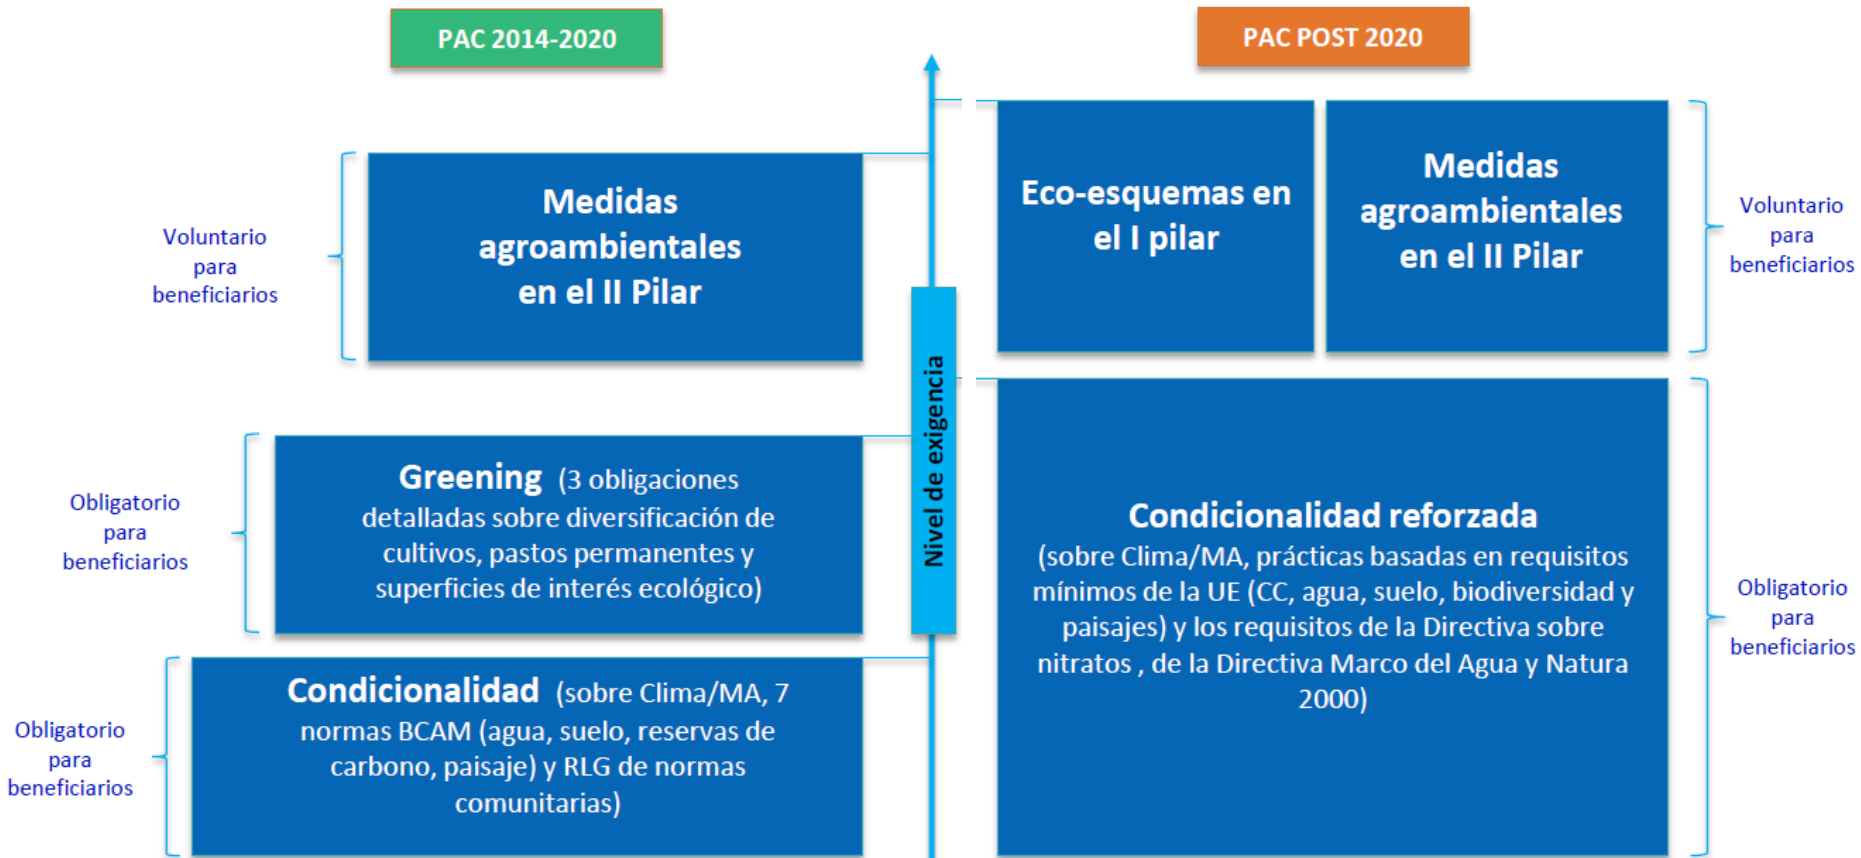 PAC 2014-2020
Voluntario
para
beneficiarios
Medidas
agroambientales
en el II Pilar
Obligatorio
para
beneficiarios
Greening (3 obligaciones
detalladas sobre diversificación de
cultivos, pastos permanentes y
superficies de interés ecológico)
Obligatorio
para
beneficiarios
Condicionalidad (sobre Clima/MA, 7
normas BCAM (agua, suelo, reservas de
carbono, paisaje) y RLG de normas
comunitarias)
Nivel de exigencia
PAC POST 2020
Eco-esquemas en
el I pilar
Medidas
agroambientales
en el II Pilar
Voluntario
para
beneficiarios
Condicionalidad reforzada
(sobre Clima/MA, prácticas basadas en requisitos
mínimos de la UE (CC, agua, suelo, biodiversidad y
paisajes) y los requisitos de la Directiva sobre
nitratos , de la Directiva Marco del Agua y Natura
2000)
Obligatorio
para
beneficiarios